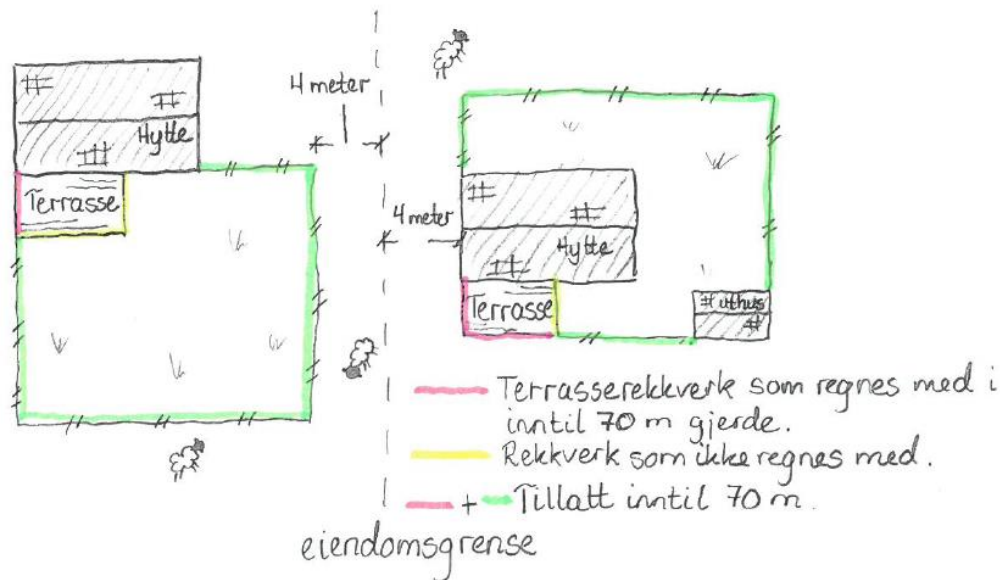 4 meter
Hytte
Terrasse
4 meter
Hytte
Terrasse
uthus
Terrasserekkverk som regnes med i
inntil 70 m gjerde.
Rekkverk som ikke regnes med.
+ Tillatt inntil 70 m.
eiendomsgrense